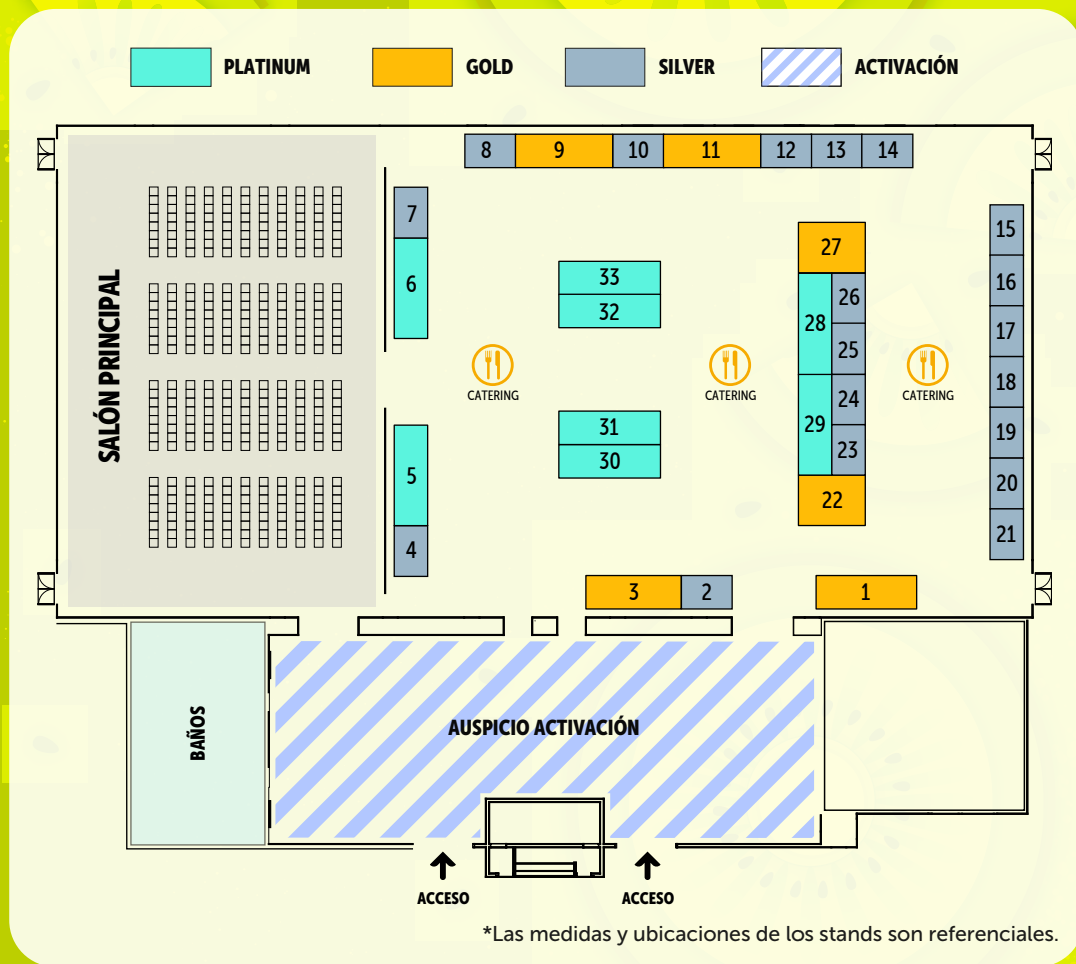 PLATINUM
GOLD
SILVER
ACTIVACIÓN
8
9
10
11
12
13
14
7
6
SALÓN PRINCIPAL
5
4
33
32
31
30
CATERING
CATERING
CATERING
27
28
26
25
29
24
23
22
15
16
17
18
19
20
21
3
2
1
BAÑOS
AUSPICIO ACTIVACIÓN
ACCESO
ACCESO
*Las medidas y ubicaciones de los stands son referenciales.